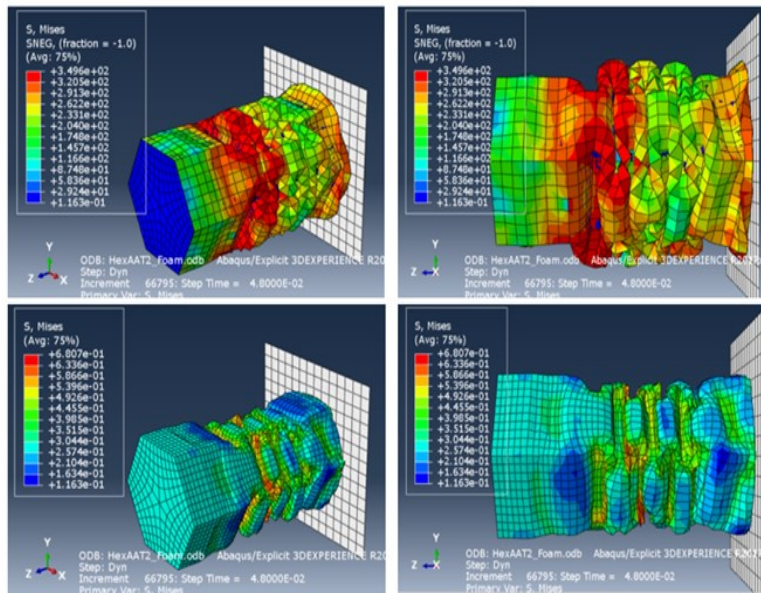 S, Mises
SNEG, (fraction = -1.0)
(Avg: 75%)
+3.496e+02
+3.205e+02
+2.913e+02
+2.622e+02
+2.331e+02
+2.040e+02
+1.748e+02
+1.457e+02
+1.166e+02
+8.748e+01
+5.836e+01
+2.924e+01
+1.163e-01
Y
Z X
ODB: HexAAT2_Foam.odb Abaqus/Explicit 3DEXPERIENCE
Step: Dyn
Increment 66795: Step Time = 4.8000E-02
Primary Var: S, Mises
S, Mises
SNEG, (fraction = -1.0)
(Avg: 75%)
+3.496e+02
+3.205e+02
+2.913e+02
+2.622e+02
+2.331e+02
+2.040e+02
+1.748e+02
+1.457e+02
+1.166e+02
+8.748e+01
+5.836e+01
+2.924e+01
+1.163e-01
Y
Z X
ODB: HexAAT2_Foam.odb Abaqus/Explicit 3DEXPERIENCE
Step: Dyn
Increment 66795: Step Time = 4.8000E-02
Primary Var: S, Mises
S, Mises
(Avg: 75%)
+6.807e-01
+6.336e-01
+5.866e-01
+5.396e-01
+4.926e-01
+4.455e-01
+3.985e-01
+3.515e-01
+3.044e-01
+2.574e-01
+2.104e-01
+1.634e-01
+1.163e-01
Y
Z X
ODB: HexAAT2_Foam.odb Abaqus/Explicit 3DEXPERIENCE
Step: Dyn
Increment 66795: Step Time = 4.8000E-02
S, Mises
(Avg: 75%)
+6.807e-01
+6.336e-01
+5.866e-01
+5.396e-01
+4.926e-01
+4.455e-01
+3.985e-01
+3.515e-01
+3.044e-01
+2.574e-01
+2.104e-01
+1.634e-01
+1.163e-01
Y
Z X
ODB: HexAAT2_Foam.odb Abaqus/Explicit 3DEXPERIENCE
Step: Dyn
Increment 66795: Step Time = 4.8000E-02